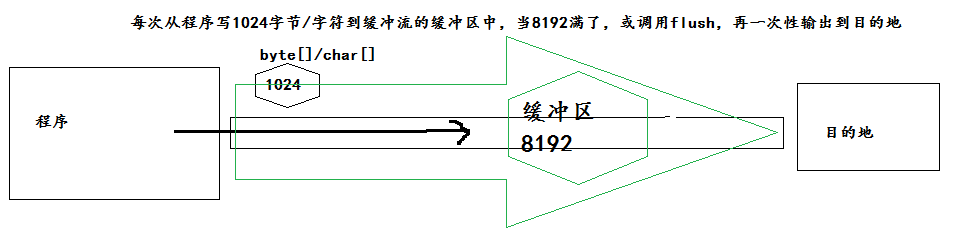 每次从程序写1024字节/字符到缓冲流的缓冲区中，当8192满了，或调用flush，再一次性输出到目的地
byte[]/char[]
1024
程序
缓冲区
8192
目的地